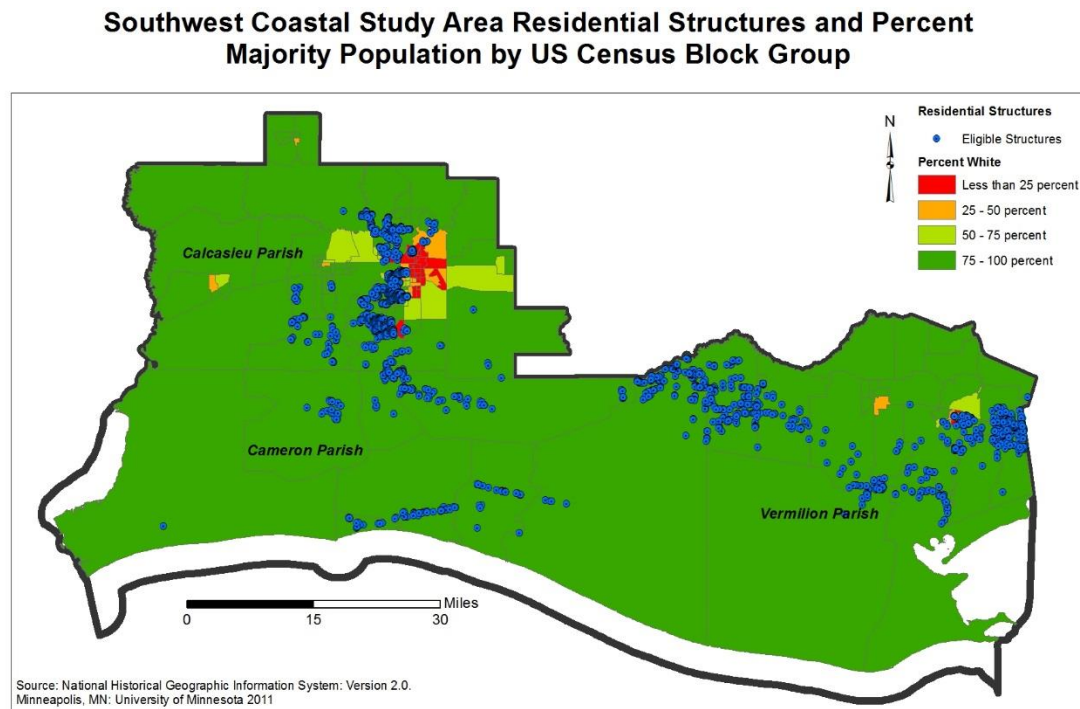 Southwest Coastal Study Area Residential Structures and Percent
Majority Population by US Census Block Group
N
Residential Structures
Eligible Structures
Percent White
Less than 25 percent
25 - 50 percent
50 - 75 percent
75 - 100 percent
Calcasieu Parish
Cameron Parish
Vermilion Parish
Miles
0 15 30
Source: National Historical Geographic Information System: Version 2.0.
Minneapolis, MN: University of Minnesota 2011